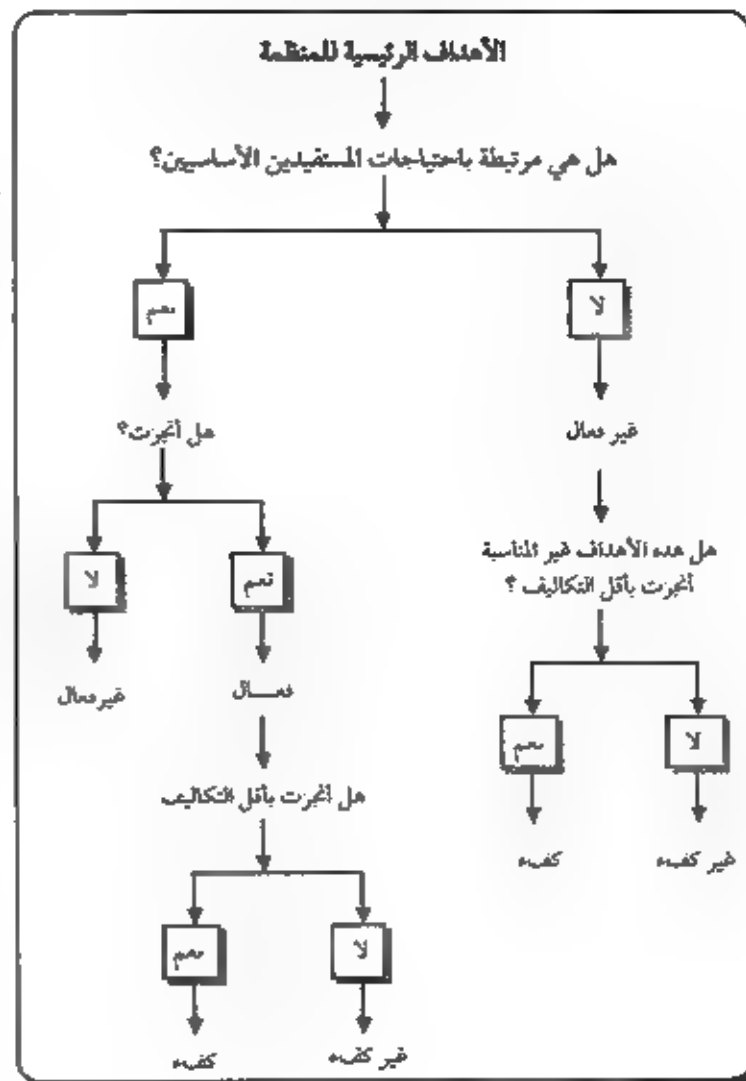 الأهداف الرئيسية للمنظمة
هل هي مرتبطة باحتياجات المستفيدين الأساسيين؟
لا
نعم
غير فعال
هل أنجزت؟
هل هذه الأهداف غير المناسبة
أنجزت بأقل التكاليف ؟
نعم
لا
فعـــال
غير فعال
لا
نعم
هل أنجزت بأقل التكاليف
غير كفء
كفء
لا
نعم
غير كفء
كفء